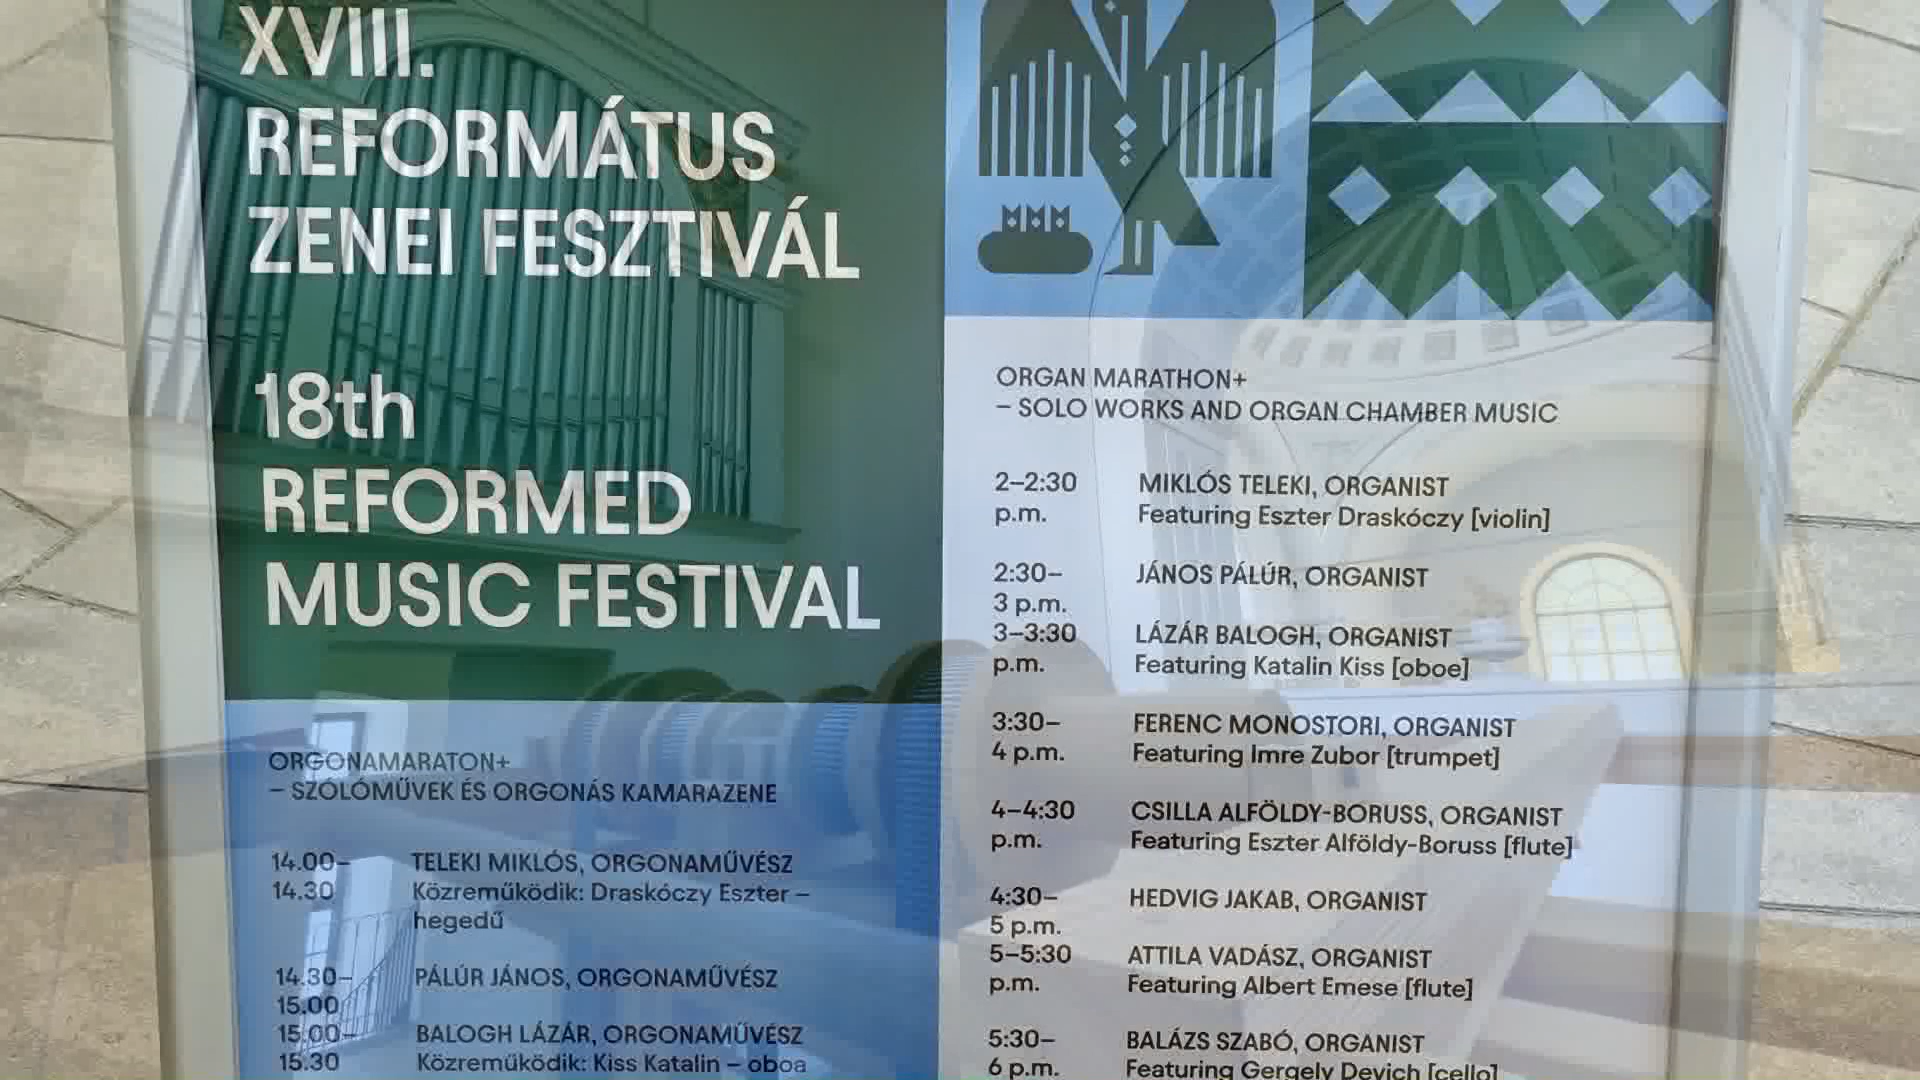 XVIII.
REFORMÁTUS
ZENEI FESZTIVÁL
18th
REFORMED
MUSIC FESTIVAL
ORGONAMARATON+
– SZÓLÓMŰVEK ÉS ORGONÁS KAMARAZENE
14.00– TELEKI MIKLÓS, ORGONAMŰVÉSZ
14.30 Közreműködik: Draskóczy Eszter –
hegedű
14.30– PÁLÚR JÁNOS, ORGONAMŰVÉSZ
15.00
15.00– BALOGH LÁZÁR, ORGONAMŰVÉSZ
15.30 Közreműködik: Kiss Katalin – oboa
ORGAN MARATHON+
– SOLO WORKS AND ORGAN CHAMBER MUSIC
2–2:30 MIKLÓS TELEKI, ORGANIST
p.m. Featuring Eszter Draskóczy [violin]
2:30– JÁNOS PÁLÚR, ORGANIST
3 p.m.
3–3:30 LÁZÁR BALOGH, ORGANIST
p.m. Featuring Katalin Kiss [oboe]
3:30– FERENC MONOSTORI, ORGANIST
4 p.m. Featuring Imre Zubor [trumpet]
4–4:30 CSILLA ALFÖLDY-BORUSS, ORGANIST
p.m. Featuring Eszter Alföldy-Boruss [flute]
4:30– HEDVIG JAKAB, ORGANIST
5 p.m.
5–5:30 ATTILA VADÁSZ, ORGANIST
p.m. Featuring Albert Emese [flute]
5:30– BALÁZS SZABÓ, ORGANIST
6 p.m. Featuring Gergely Devich [cello]